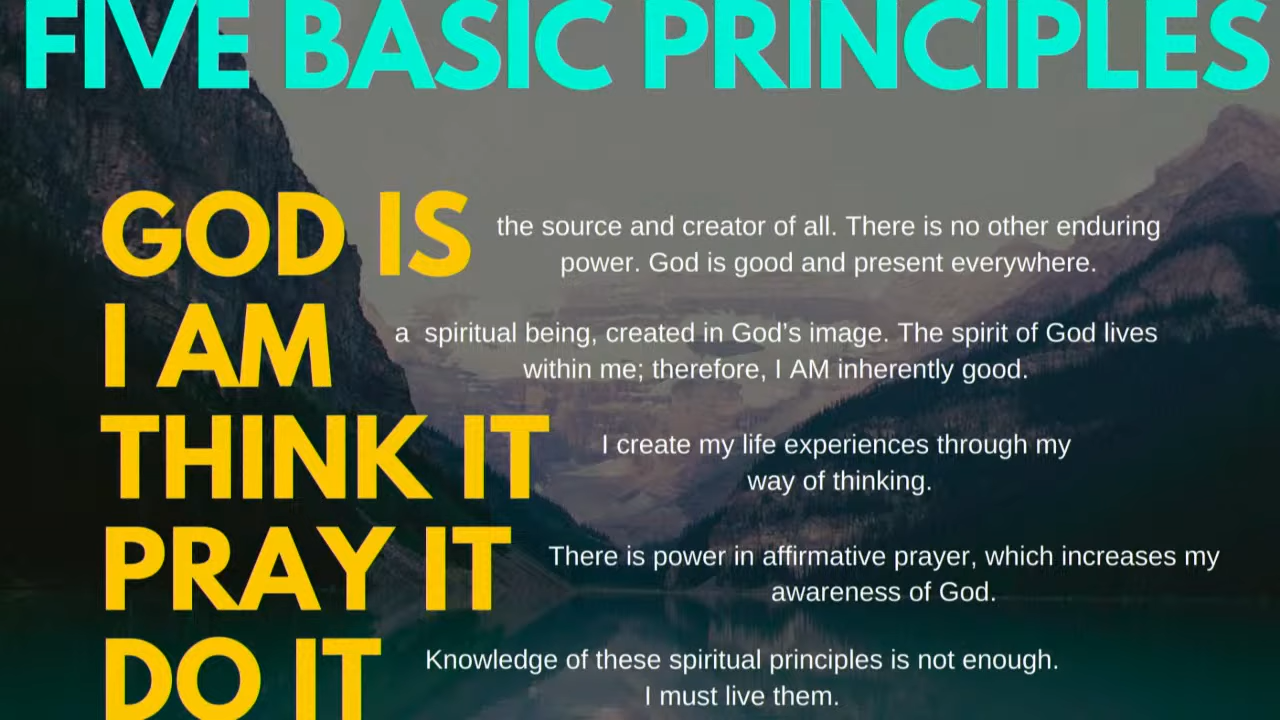 FIVE BASIC PRINCIPLES
GOD IS
the source and creator of all. There is no other enduring
power. God is good and present everywhere.
I AM
a spiritual being, created in God's image. The spirit of God lives
within me; therefore, I AM inherently good.
THINK IT
I create my life experiences through my
way of thinking.
PRAY IT
There is power in affirmative prayer, which increases my
awareness of God.
DO IT
Knowledge of these spiritual principles is not enough.
I must live them.